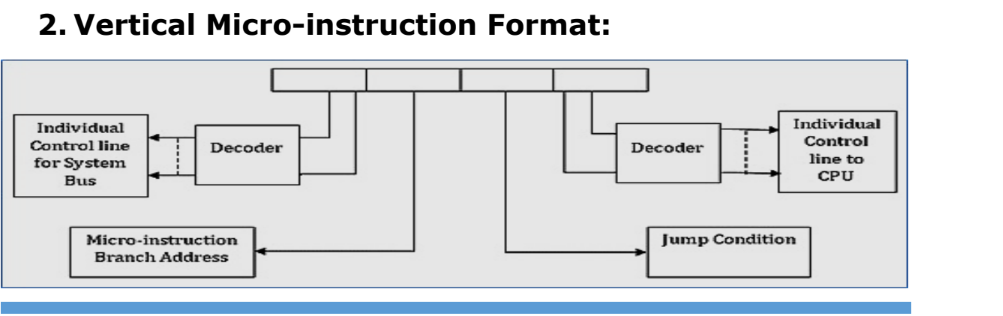 2. Vertical Micro-instruction Format:
Individual
Control line
for System
Bus
Decoder
Decoder
Individual
Control
line to
CPU
Micro-instruction
Branch Address
Jump Condition